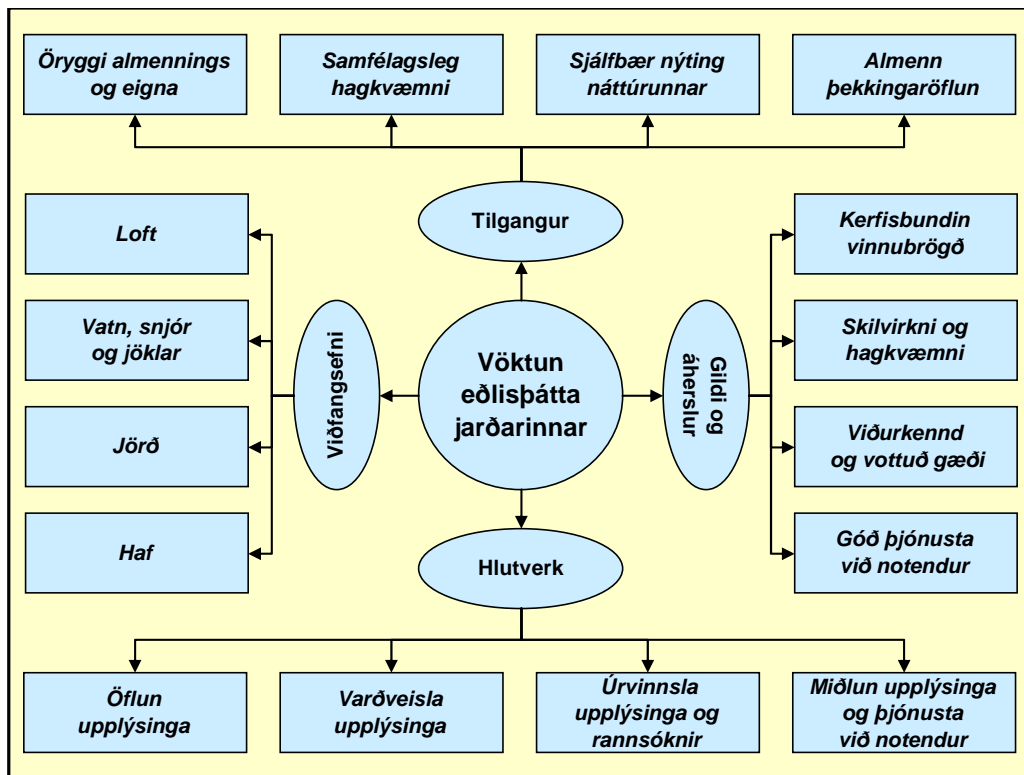 Öryggi almennings
og eigna
Samfélagsleg
hagkvæmni
Sjálfbær nýting
náttúrunnar
Almenn
þekkingaröflun
Tilgangur
Loft
Vatn, snjór
og jöklar
Jörð
Haf
Viðfangsefni
Vöktun
eðlisþátta
jarðarinnar
Gildi og
áherslur
Kerfisbundin
vinnubrögð
Skilvirkni og
hagkvæmni
Viðurkennd
og vottuð gæði
Góð þjónusta
við notendur
Hlutverk
Öflun
upplýsinga
Varðveisla
upplýsinga
Úrvinnsla
upplýsinga og
rannsóknir
Miðlun upplýsinga
og þjónusta
við notendur